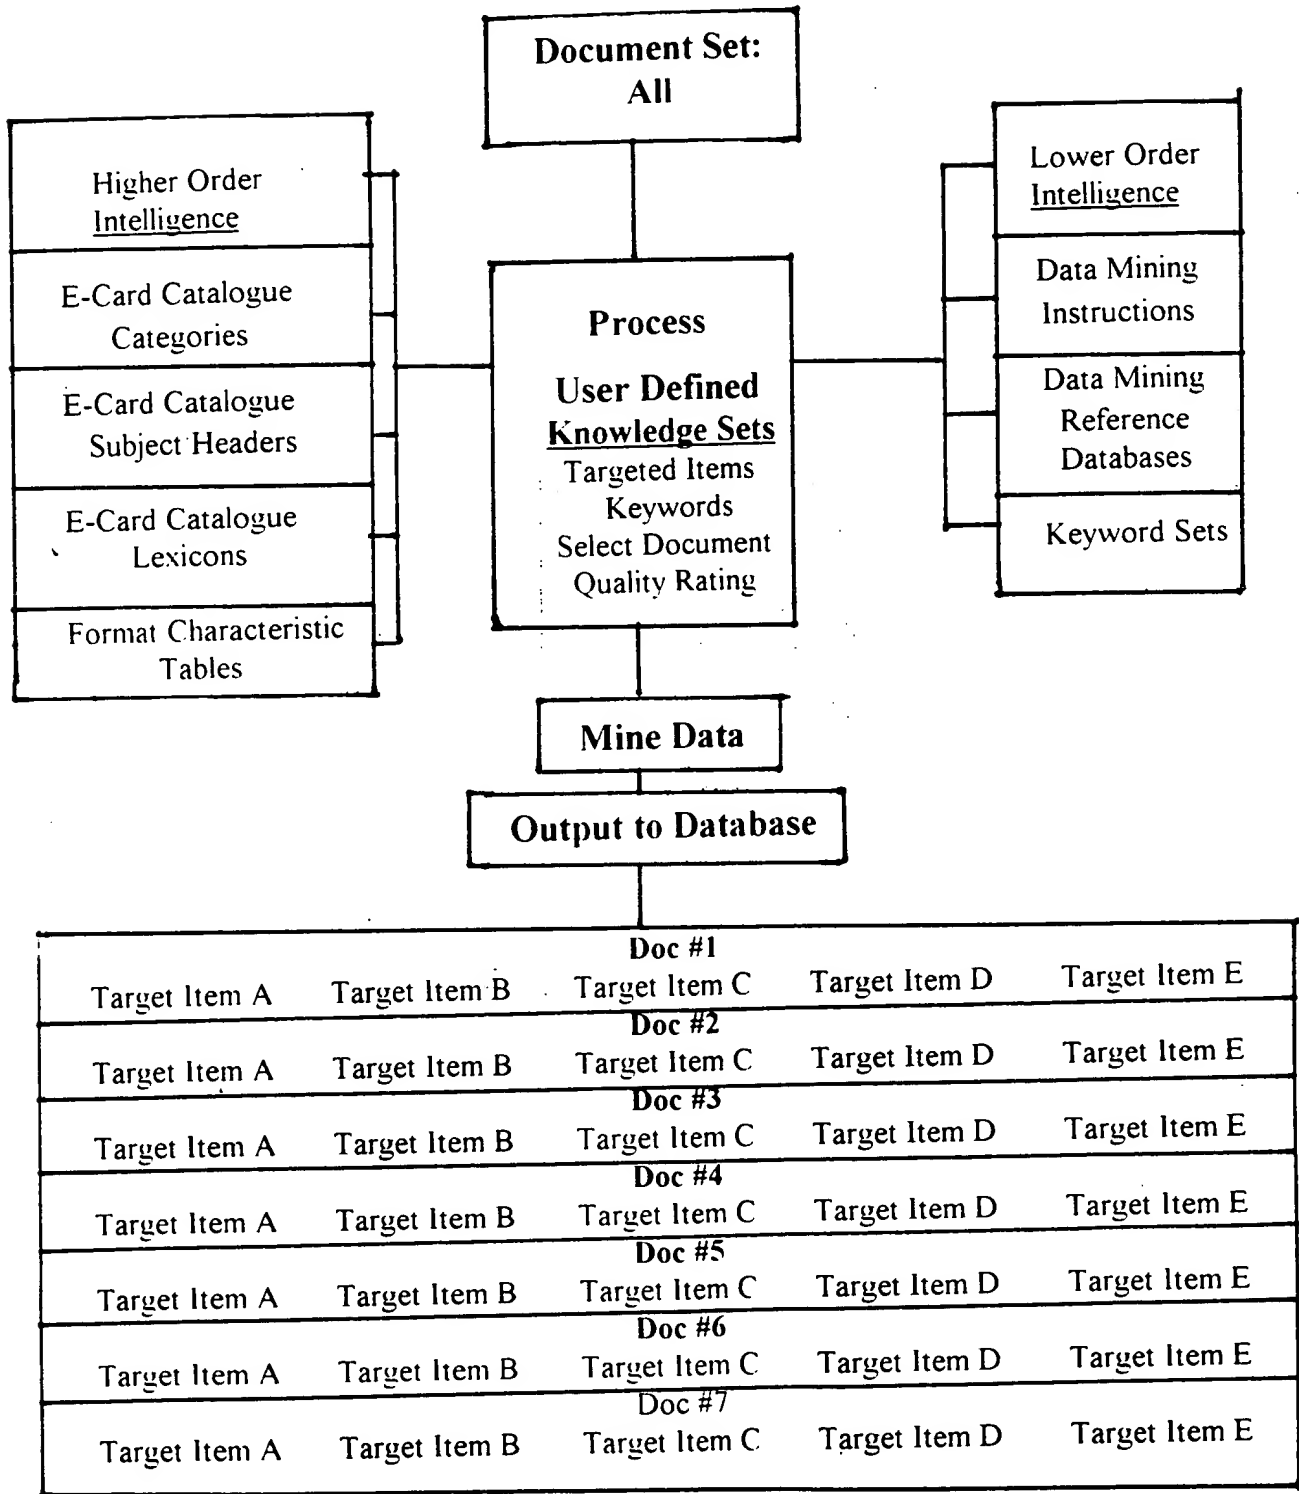 Document Set:
All
Higher Order
Intelligence
E-Card Catalogue
Categories
E-Card Catalogue
Subject Headers
E-Card Catalogue
Lexicons
Format Characteristic
Tables
Process
User Defined
Knowledge Sets
Targeted Items
Keywords
Select Document
Quality Rating
Lower Order
Intelligence
Data Mining
Instructions
Data Mining
Reference
Databases
Keyword Sets
Mine Data
Output to Database
Doc #1
Target Item A Target Item B Target Item C Target Item D Target Item E
Doc #2
Target Item A Target Item B Target Item C Target Item D Target Item E
Doc #3
Target Item A Target Item B Target Item C Target Item D Target Item E
Doc #4
Target Item A Target Item B Target Item C Target Item D Target Item E
Doc #5
Target Item A Target Item B Target Item C Target Item D Target Item E
Doc #6
Target Item A Target Item B Target Item C Target Item D Target Item E
Doc #7
Target Item A Target Item B Target Item C Target Item D Target Item E